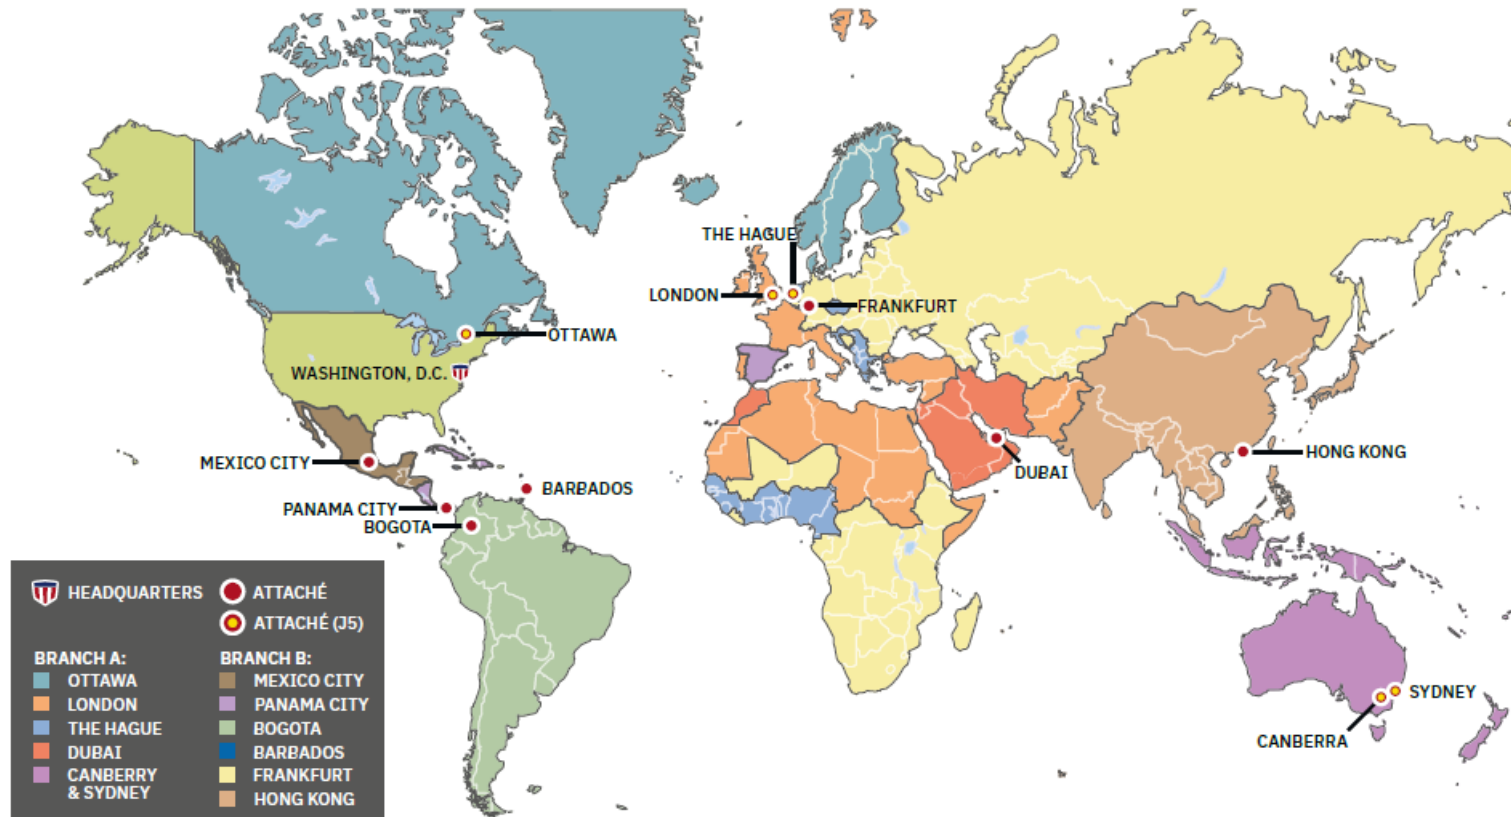 THE HAGUE
LONDON
FRANKFURT
OTTAWA
WASHINGTON, D.C.
MEXICO CITY
HONG KONG
DUBAI
BARBADOS
PANAMA CITY
BOGOTA
SYDNEY
CANBERRA
HEADQUARTERS
ATTACHÉ
ATTACHÉ (J5)
BRANCH A:
OTTAWA
LONDON
THE HAGUE
DUBAI
CANBERRY
& SYDNEY
BRANCH B:
MEXICO CITY
PANAMA CITY
BOGOTA
BARBADOS
FRANKFURT
HONG KONG